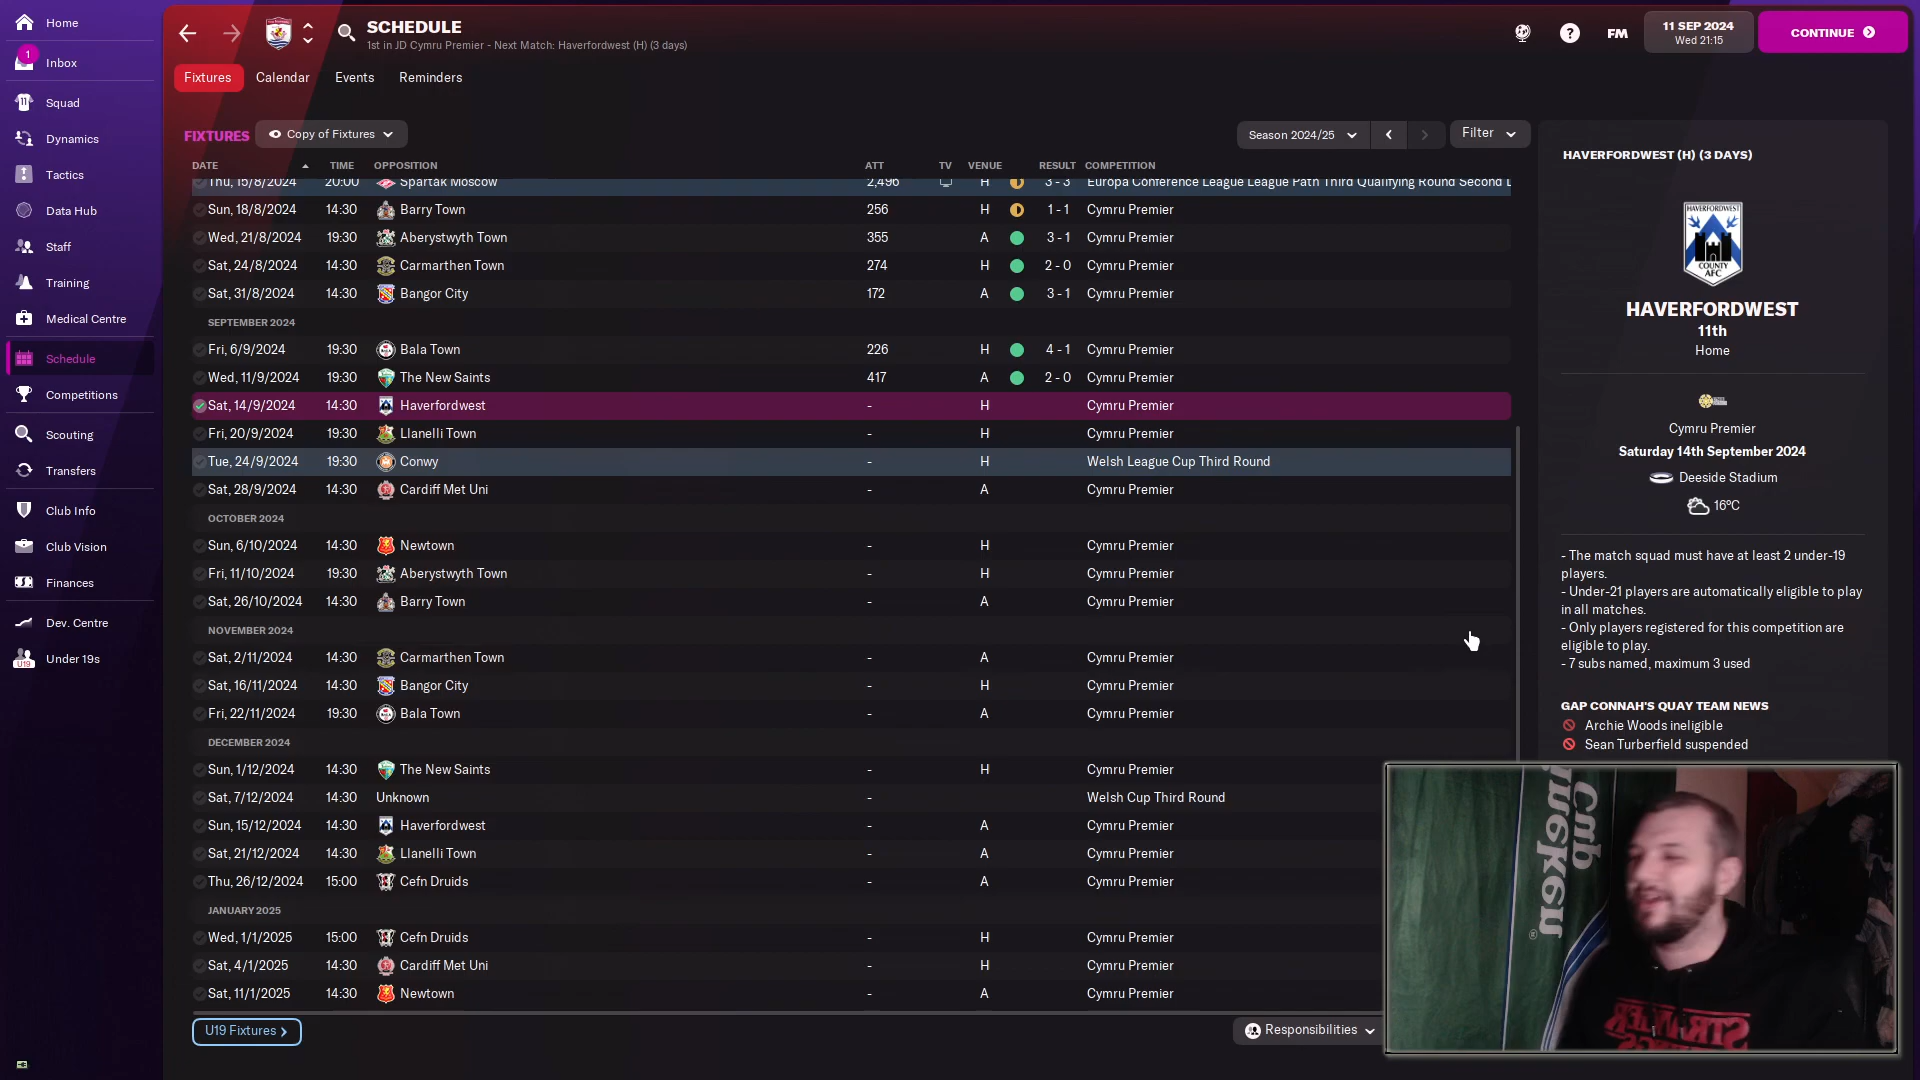 Home
SCHEDULE
1st in JD Cymru Premier - Next Match: Haverfordwest (H) (3 days)
FM
11 SEP 2024
Wed 21:15
CONTINUE
1
Inbox
Squad
Dynamics
Tactics
Data Hub
Staff
Training
Medical Centre
Schedule
Competitions
Scouting
Transfers
Club Info
Club Vision
Finances
Dev. Centre
U19
Under 19s
Fixtures Calendar Events Reminders
FIXTURES Copy of Fixtures Season 2024/25 Filter
DATE TIME OPPOSITION ATT TV VENUE RESULT COMPETITION
Thu, 15/8/2024 20:00 Spartak Moscow 2,496 H 3 - 3 Europa Conference League League Path Third Qualifying Round Second L
Sun, 18/8/2024 14:30 Barry Town 256 H 1 - 1 Cymru Premier
Wed, 21/8/2024 19:30 Aberystwyth Town 355 A 3 - 1 Cymru Premier
Sat, 24/8/2024 14:30 Carmarthen Town 274 H 2 - 0 Cymru Premier
Sat, 31/8/2024 14:30 Bangor City 172 A 3 - 1 Cymru Premier
SEPTEMBER 2024
Fri, 6/9/2024 19:30 Bala Town 226 H 4 - 1 Cymru Premier
Wed, 11/9/2024 19:30 The New Saints 417 A 2 - 0 Cymru Premier
Sat, 14/9/2024 14:30 Haverfordwest - H Cymru Premier
Fri, 20/9/2024 19:30 Llanelli Town - H Cymru Premier
Tue, 24/9/2024 19:30 Conwy - H Welsh League Cup Third Round
Sat, 28/9/2024 14:30 Cardiff Met Uni - A Cymru Premier
OCTOBER 2024
Sun, 6/10/2024 14:30 Newtown - H Cymru Premier
Fri, 11/10/2024 19:30 Aberystwyth Town - H Cymru Premier
Sat, 26/10/2024 14:30 Barry Town - A Cymru Premier
NOVEMBER 2024
Sat, 2/11/2024 14:30 Carmarthen Town - A Cymru Premier
Sat, 16/11/2024 14:30 Bangor City - H Cymru Premier
Fri, 22/11/2024 19:30 Bala Town - A Cymru Premier
DECEMBER 2024
Sun, 1/12/2024 14:30 The New Saints - H Cymru Premier
Sat, 7/12/2024 14:30 Unknown - Welsh Cup Third Round
Sun, 15/12/2024 14:30 Haverfordwest - A Cymru Premier
Sat, 21/12/2024 14:30 Llanelli Town - A Cymru Premier
Thu, 26/12/2024 15:00 Cefn Druids - A Cymru Premier
JANUARY 2025
Wed, 1/1/2025 15:00 Cefn Druids - H Cymru Premier
Sat, 4/1/2025 14:30 Cardiff Met Uni - H Cymru Premier
Sat, 11/1/2025 14:30 Newtown - A Cymru Premier
U19 Fixtures
Responsibilities
HAVERFORDWEST (H) (3 DAYS)
HAVERFORDWEST
COUNTY
AFC
HAVERFORDWEST
11th
Home
Cymru Premier
Saturday 14th September 2024
Deeside Stadium
16°C
- The match squad must have at least 2 under-19
players.
- Under-21 players are automatically eligible to play
in all matches.
- Only players registered for this competition are
eligible to play.
- 7 subs named, maximum 3 used
GAP CONNAH'S QUAY TEAM NEWS
Archie Woods ineligible
Sean Turberfield suspended